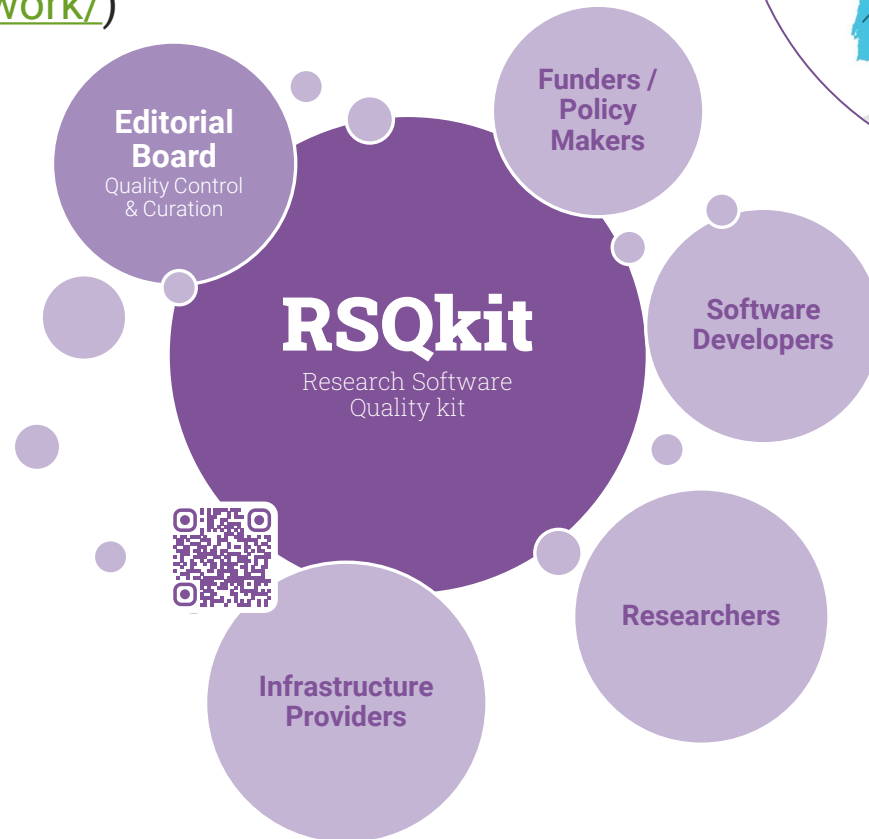 work/)
Editorial
Board
Quality Control
& Curation
Funders /
Policy
Makers
RSQkit
Research Software
Quality kit
Software
Developers
Researchers
Infrastructure
Providers